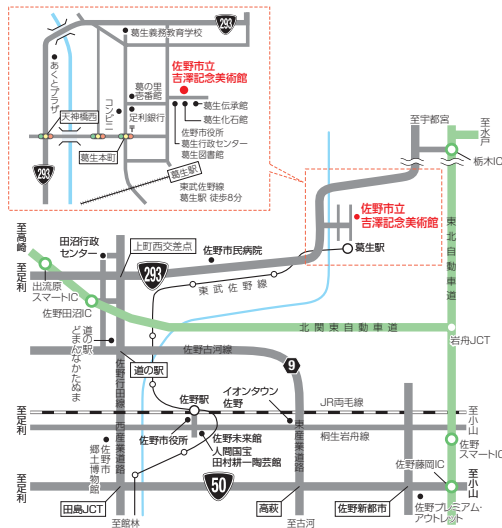 293
葛生義務教育学校
あくとプラザ
コンビニ
葛の里
壱番館
足利銀行
〒
佐野市立
吉澤記念美術館
葛生伝承館
葛生化石館
佐野市役所
葛生行政センター
葛生図書館
天神橋西
葛生本町
葛生駅
293
東武佐野線
葛生駅 徒歩8分
至宇都宮
至水戸
栃木IC
佐野市立
吉澤記念美術館
葛生駅
東北自動車道
至高崎
至足利
田沼行政
センター
上町西交差点
佐野市民病院
293
東武佐野線
出流原
スマートIC
佐野田沼IC
道の駅
どまんなかたぬま
北関東自動車道
岩舟JCT
佐野古河線
道の駅
9
佐野行田線
佐野駅
イオンタウン
佐野
JR両毛線
至足利
至小山
桐生岩舟線
佐野市役所
佐野未来館
人間国宝
田村耕一陶芸館
西産業道路
東産業道路
佐野市
郷土博物館
佐野
スマートIC
佐野藤岡IC
至小山
至足利
50
田島JCT
高萩
佐野新都市
佐野プレミアム・
アウトレット
至館林
至古河